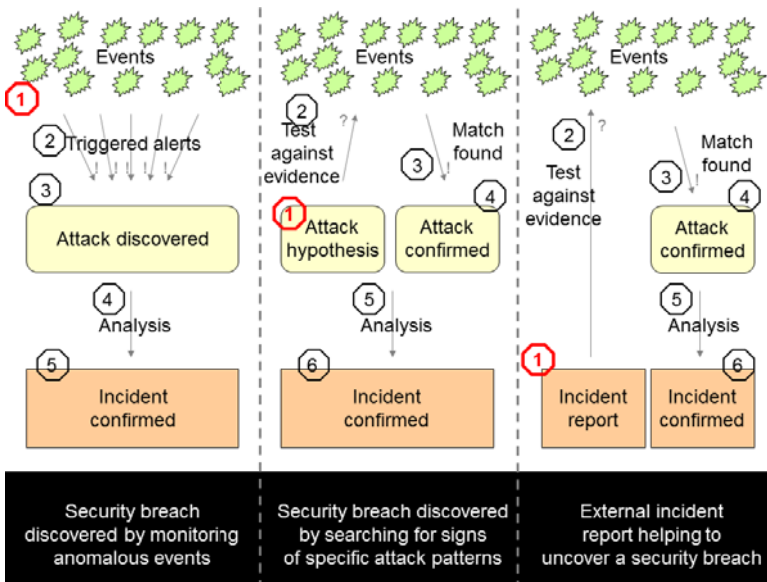 Events
1
2
Triggered alerts
! ! ! ! !
3
Attack discovered
4
Analysis
5
Incident
confirmed
Security breach
discovered by monitoring
anomalous events
Events
2
Test
against
evidence
?
Match
found
3
!
4
1
Attack
hypothesis
Attack
confirmed
5
Analysis
6
Incident
confirmed
Security breach discovered
by searching for signs
of specific attack patterns
Events
2
?
Test
against
evidence
Match
found
3
!
4
Attack
confirmed
5
Analysis
1
6
Incident
report
Incident
confirmed
External incident
report helping to
uncover a security breach